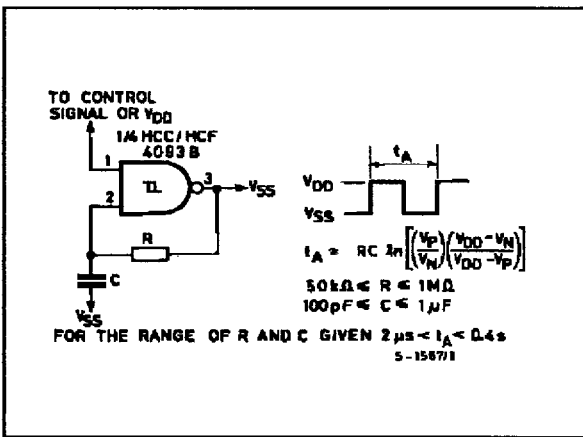 TO CONTROL
SIGNAL OR VDD
1/4 HCC/HCF
4093B
1
2
3
VSS
R
C
VSS
tA
VDD
VSS
tA = RC ln[(VP/VN)(VDD-VN/VDD-VP)]
50kΩ ≤ R ≤ 1MΩ
100pF ≤ C ≤ 1µF
FOR THE RANGE OF R AND C GIVEN 2µs < tA < 0.4s
S-1567/1